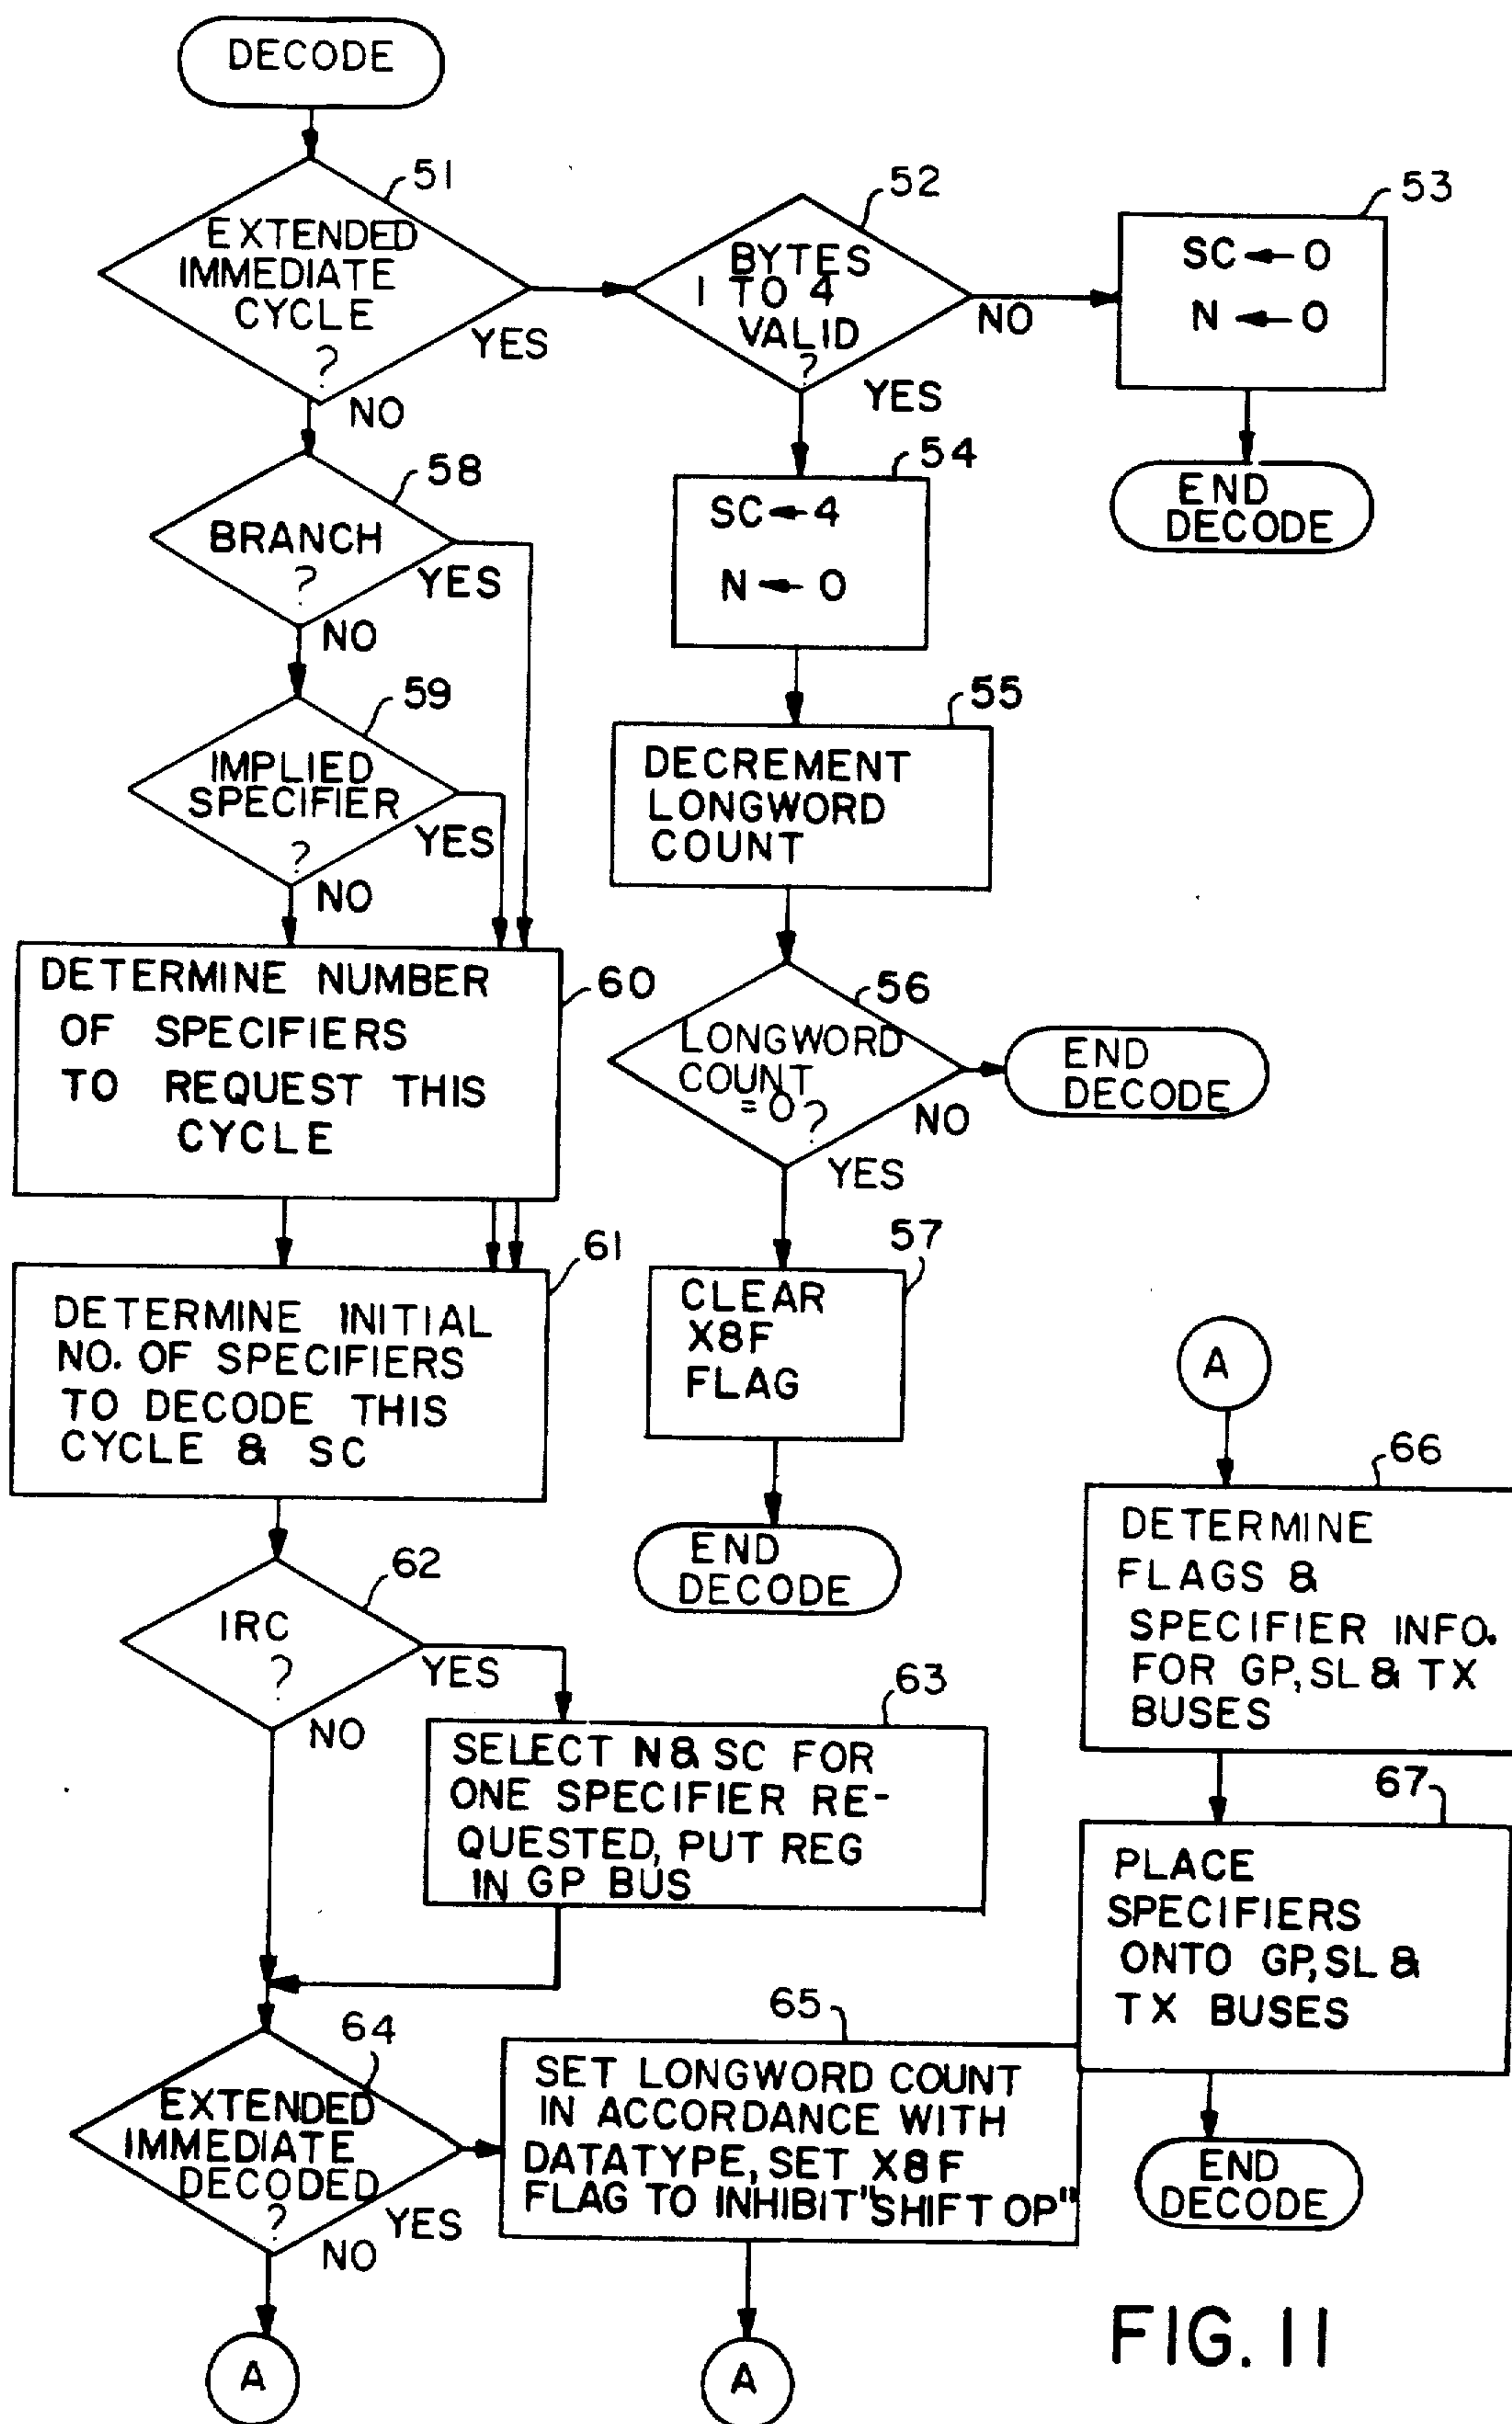 DECODE
51
EXTENDED
IMMEDIATE
CYCLE
?
YES
NO
52
BYTES
1 TO 4
VALID
?
NO
YES
53
SC ← 0
N ← 0
END
DECODE
58
BRANCH
?
YES
NO
54
SC ← 4
N ← 0
59
IMPLIED
SPECIFIER
?
YES
NO
55
DECREMENT
LONGWORD
COUNT
60
DETERMINE NUMBER
OF SPECIFIERS
TO REQUEST THIS
CYCLE
56
LONGWORD
COUNT
= 0 ?
NO
YES
END
DECODE
61
DETERMINE INITIAL
NO. OF SPECIFIERS
TO DECODE THIS
CYCLE & SC
57
CLEAR
X8F
FLAG
END
DECODE
62
IRC
?
YES
NO
63
SELECT N & SC FOR
ONE SPECIFIER RE-
QUESTED, PUT REG
IN GP BUS
64
EXTENDED
IMMEDIATE
DECODED
?
YES
NO
A
65
SET LONGWORD COUNT
IN ACCORDANCE WITH
DATATYPE, SET X8F
FLAG TO INHIBIT "SHIFT OP"
A
A
66
DETERMINE
FLAGS &
SPECIFIER INFO.
FOR GP, SL & TX
BUSES
67
PLACE
SPECIFIERS
ONTO GP, SL &
TX BUSES
END
DECODE
FIG. 11